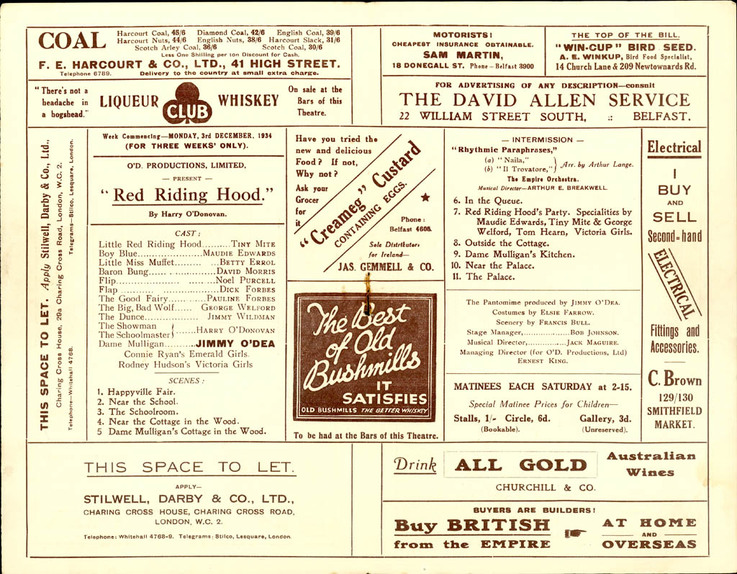 COAL
Harcourt Coal, 45/6 Diamond Coal, 42/6 English Coal, 39/6
Harcourt Nuts, 44/6 English Nuts, 38/6 Harcourt Slack, 31/6
Scotch Arley Coal, 36/6 Scotch Coal, 30/6
Less One Shilling per ton Discount for Cash.
F. E. HARCOURT & CO., LTD., 41 HIGH STREET.
Telephone 6789. Delivery to the country at small extra charge.
MOTORISTS!
CHEAPEST INSURANCE OBTAINABLE.
SAM MARTIN,
18 DONEGALL ST. Phone - Belfast 3900
THE TOP OF THE BILL.
"WIN-CUP" BIRD SEED.
A. E. WINKUP, Bird Food Specialist,
14 Church Lane & 209 Newtownards Rd.
"There's not a
headache in
a hogshead."
LIQUEUR CLUB WHISKEY
On sale at the
Bars of this
Theatre.
FOR ADVERTISING OF ANY DESCRIPTION—consult
THE DAVID ALLEN SERVICE
22 WILLIAM STREET SOUTH, .: BELFAST.
THIS SPACE TO LET. Apply Stilwell, Darby & Co., Ltd.,
Charing Cross House, 29a Charing Cross Road, London, W.C. 2.
Telephone—Whitehall 4768. Telegrams—Stilco, Lesquare, London.
Week Commencing—MONDAY, 3rd DECEMBER, 1934
(FOR THREE WEEKS' ONLY).
O'D. PRODUCTIONS, LIMITED,
— PRESENT —
"Red Riding Hood."
By Harry O'Donovan.
CAST:
Little Red Riding Hood.........TINY MITE
Boy Blue................MAUDIE EDWARDS
Little Miss Muffet.........BETTY ERROL
Baron Bung..................DAVID MORRIS
Flip.........................NOEL PURCELL
Flap.........................DICK FORBES
The Good Fairy......PAULINE FORBES
The Big, Bad Wolf...GEORGE WELFORD
The Dunce............JIMMY WILDMAN
The Showman
The Schoolmaster } HARRY O'DONOVAN
Dame Mulligan.........JIMMY O'DEA
Connie Ryan's Emerald Girls.
Rodney Hudson's Victoria Girls
SCENES:
1. Happyville Fair.
2. Near the School.
3. The Schoolroom.
4. Near the Cottage in the Wood.
5 Dame Mulligan's Cottage in the Wood.
Have you tried the
new and delicious
Food? If not,
Why not?
Ask your
Grocer
for
it
"Creameg" Custard
CONTAINING EGGS.
Phone:
Belfast 4606.
Sole Distributors
for Ireland—
JAS. GEMMELL & CO.
The Best
of Old
Bushmills
IT
SATISFIES
OLD BUSHMILLS THE BETTER WHISKEY
To be had at the Bars of this Theatre.
— INTERMISSION —
"Rhythmic Paraphrases,"
(a) "Naila,"
(b) "Il Trovatore," } Arr. by Arthur Lange.
The Empire Orchestra.
Musical Director—ARTHUR E. BREAKWELL.
6. In the Queue.
7. Red Riding Hood's Party. Specialities by
Maudie Edwards, Tiny Mite & George
Welford, Tom Hearn, Victoria Girls.
8. Outside the Cottage.
9. Dame Mulligan's Kitchen.
10. Near the Palace.
11. The Palace.
The Pantomime produced by JIMMY O'DEA.
Costumes by ELSIE FARROW.
Scenery by FRANCIS BULL.
Stage Manager,..................BOB JOHNSON.
Musical Director,............JACK MAGUIRE.
Managing Director (for O'D. Productions, Ltd)
ERNEST KING.
MATINEES EACH SATURDAY at 2-15.
Special Matinee Prices for Children—
Stalls, 1/- Circle, 6d. Gallery, 3d.
(Bookable). (Unreserved).
Electrical
I
BUY
AND
SELL
Second-hand
ELECTRICAL
Fittings and
Accessories.
C. Brown
129/130
SMITHFIELD
MARKET.
THIS SPACE TO LET.
APPLY—
STILWELL, DARBY & CO., LTD.,
CHARING CROSS HOUSE, CHARING CROSS ROAD,
LONDON, W.C. 2.
Telephone: Whitehall 4768-9. Telegrams: Stilco, Lesquare, London.
Drink ALL GOLD Australian
Wines
CHURCHILL & CO.
BUYERS ARE BUILDERS!
Buy BRITISH
from the EMPIRE
AT HOME
AND
OVERSEAS